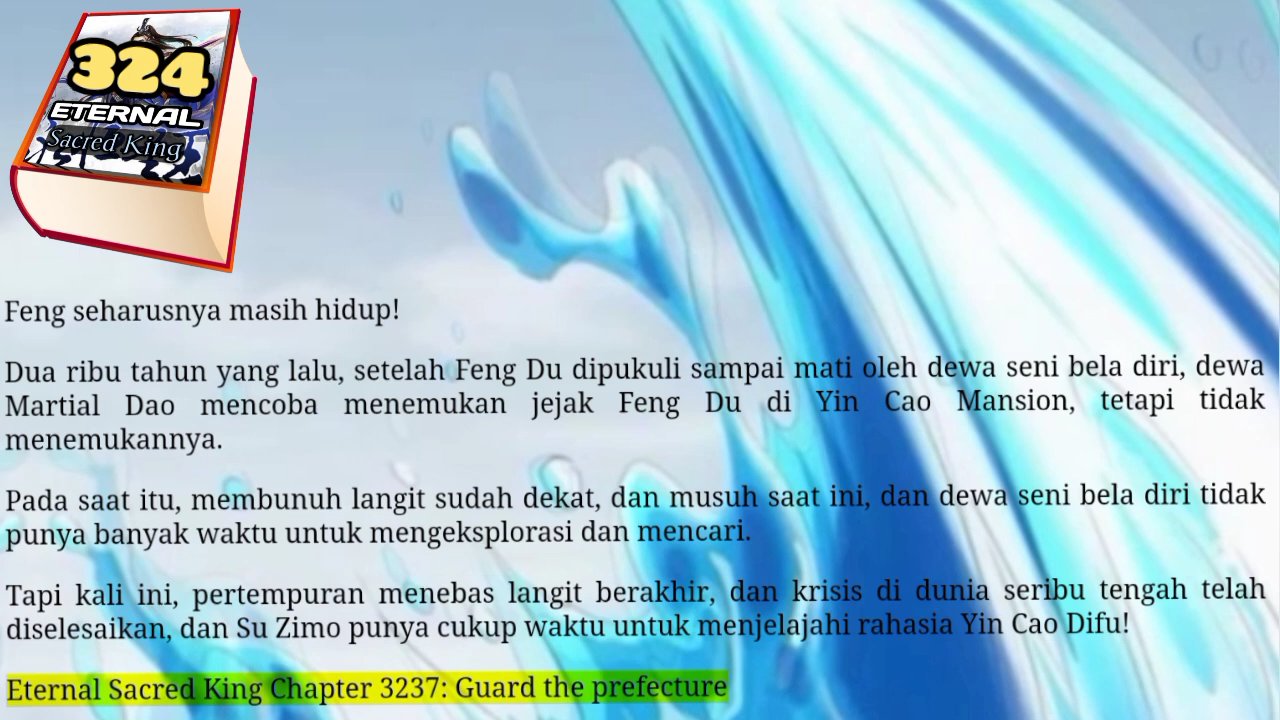 324
ETERNAL
Sacred King
Feng seharusnya masih hidup!
Dua ribu tahun yang lalu, setelah Feng Du dipukuli sampai mati oleh dewa seni bela diri, dewa
Martial Dao mencoba menemukan jejak Feng Du di Yin Cao Mansion, tetapi tidak
menemukannya.
Pada saat itu, membunuh langit sudah dekat, dan musuh saat ini, dan dewa seni bela diri tidak
punya banyak waktu untuk mengeksplorasi dan mencari.
Tapi kali ini, pertempuran menebas langit berakhir, dan krisis di dunia seribu tengah telah
diselesaikan, dan Su Zimo punya cukup waktu untuk menjelajahi rahasia Yin Cao Difu!
Eternal Sacred King Chapter 3237: Guard the prefecture